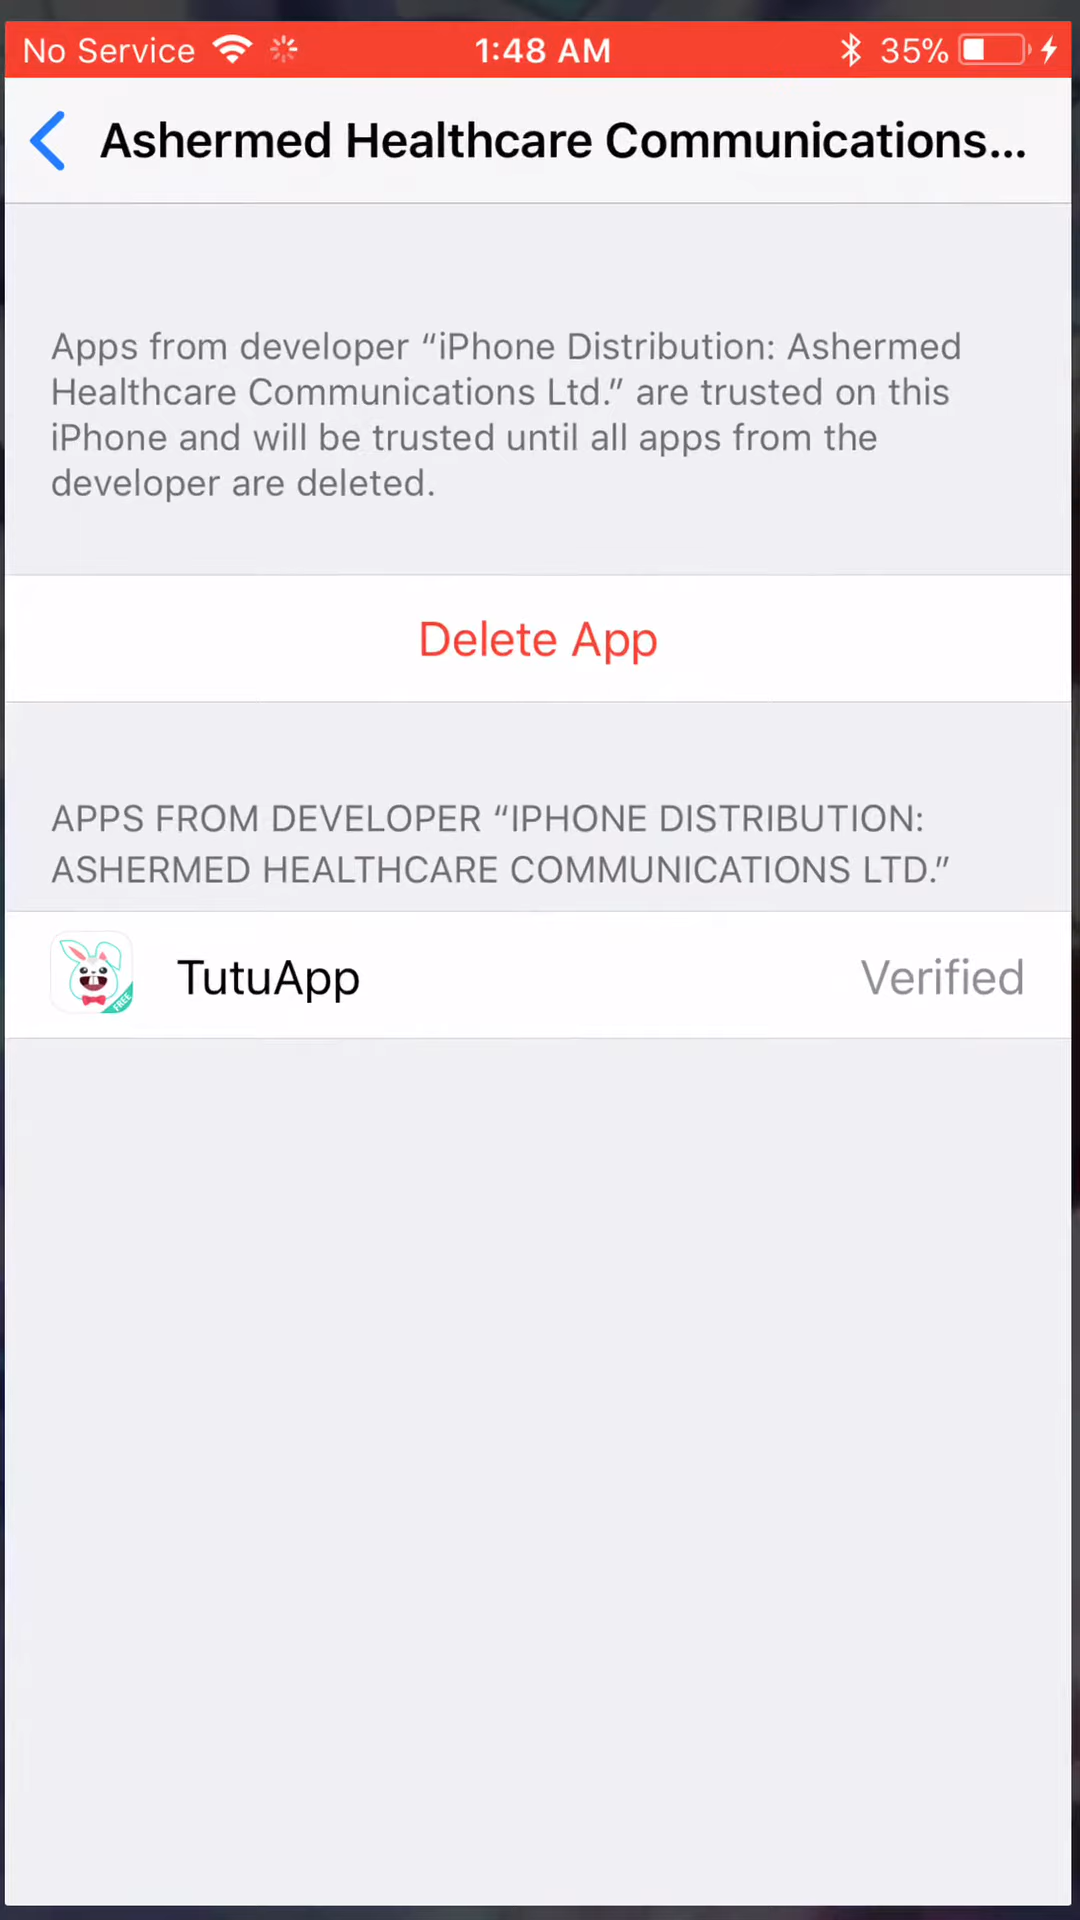 No Service 1:48 AM 35%
Ashermed Healthcare Communications...
Apps from developer “iPhone Distribution: Ashermed
Healthcare Communications Ltd.” are trusted on this
iPhone and will be trusted until all apps from the
developer are deleted.
Delete App
APPS FROM DEVELOPER “IPHONE DISTRIBUTION:
ASHERMED HEALTHCARE COMMUNICATIONS LTD.”
FREE
TutuApp Verified